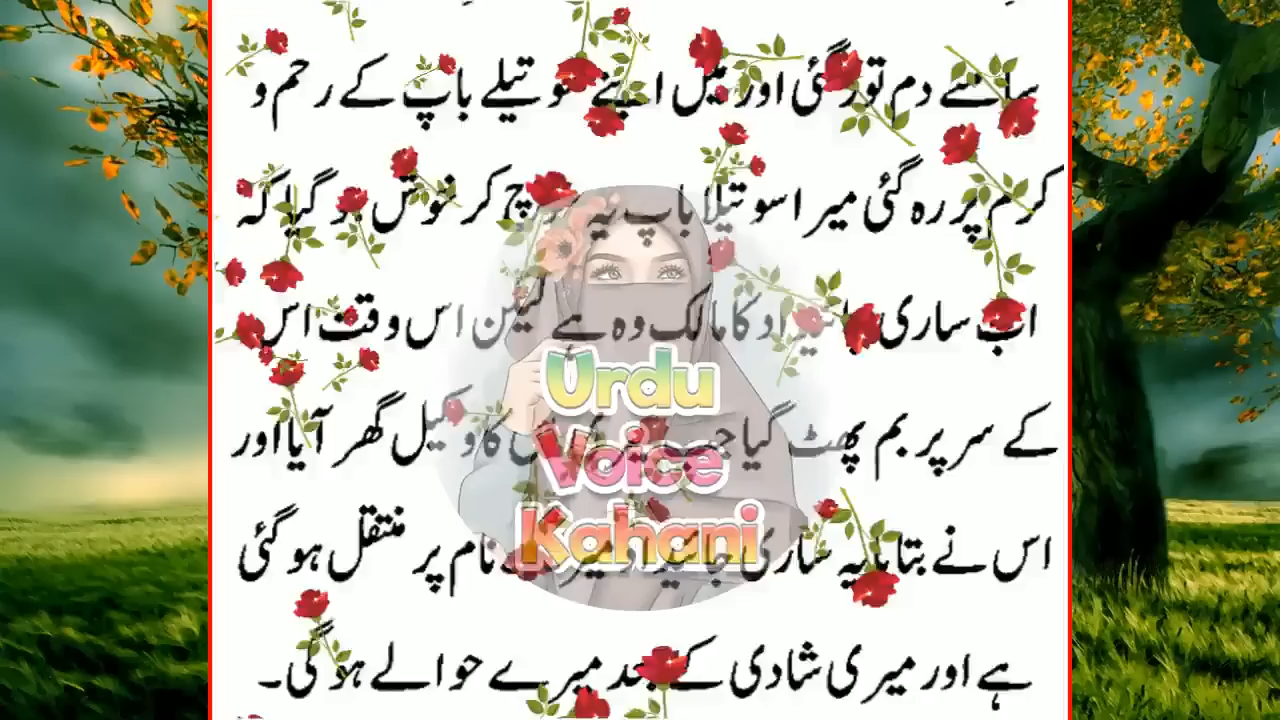 سامنے دم توڑ گئی اور میں اپنے سوتیلے باپ کے رحم و
کرم پر رہ گئی میرا سوتیلا باپ یہ سوچ کر خوش ہو گیا کہ
اب ساری جائیداد کا مالک وہ ہے لیکن اس وقت اس
کے سر پر بم پھٹ گیا جب کا وکیل گھر آیا اور
اس نے بتایا یہ ساری جائیداد میرے نام پر منتقل ہو گئی
ہے اور میری شادی کے بعد میرے حوالے ہو گی۔
Urdu
Voice
Kahani